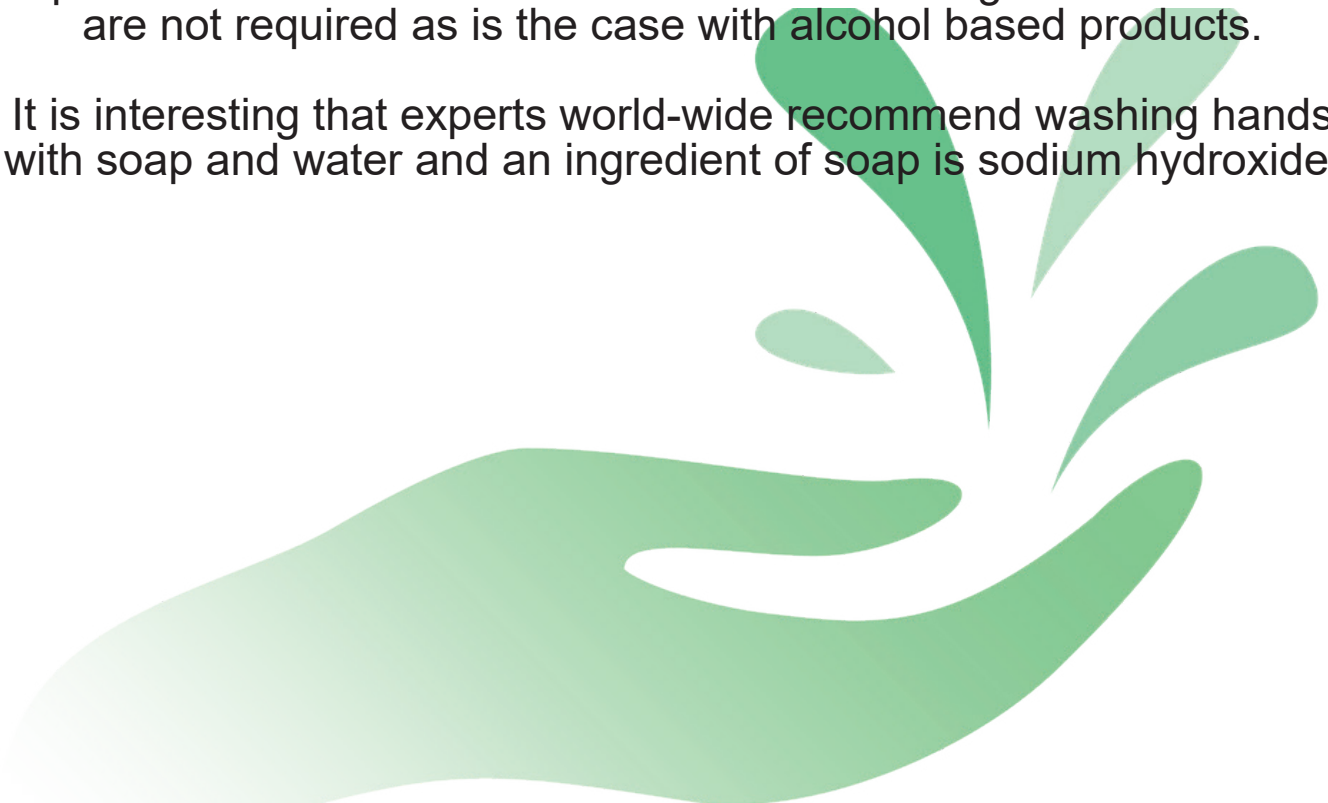 are not required as is the case with alcohol based products.
It is interesting that experts world-wide recommend washing hands
with soap and water and an ingredient of soap is sodium hydroxide